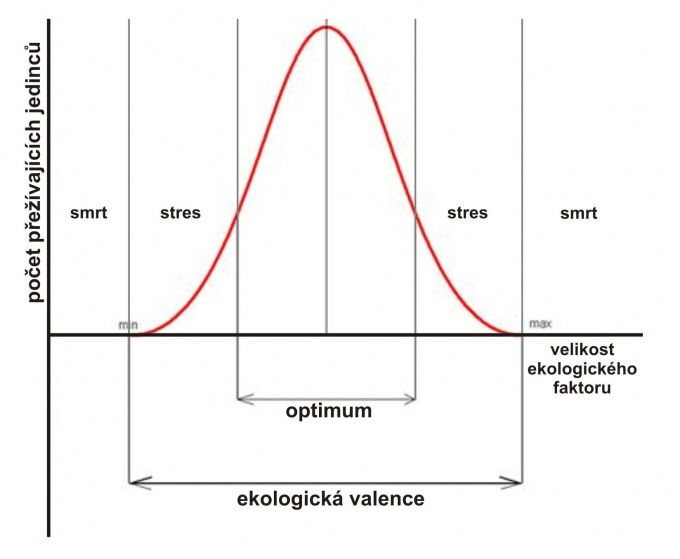 počet přežívajících jedinců
smrt
stres
stres
smrt
min
max
velikost
ekologického
faktoru
optimum
ekologická valence